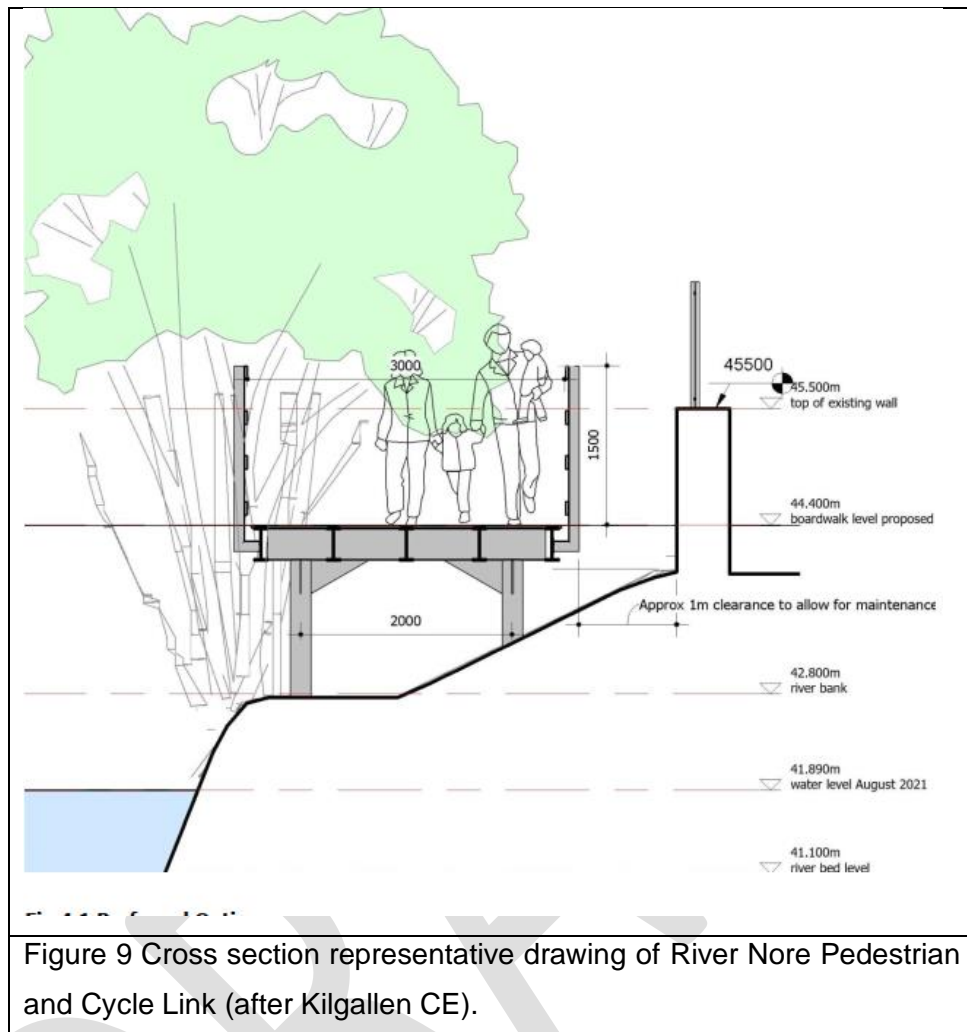 3000
45500
45.500m
top of existing wall
1500
44.400m
boardwalk level proposed
Approx 1m clearance to allow for maintenance
2000
42.800m
river bank
41.890m
water level August 2021
41.100m
river bed level
Figure 9 Cross section representative drawing of River Nore Pedestrian
and Cycle Link (after Kilgallen CE).